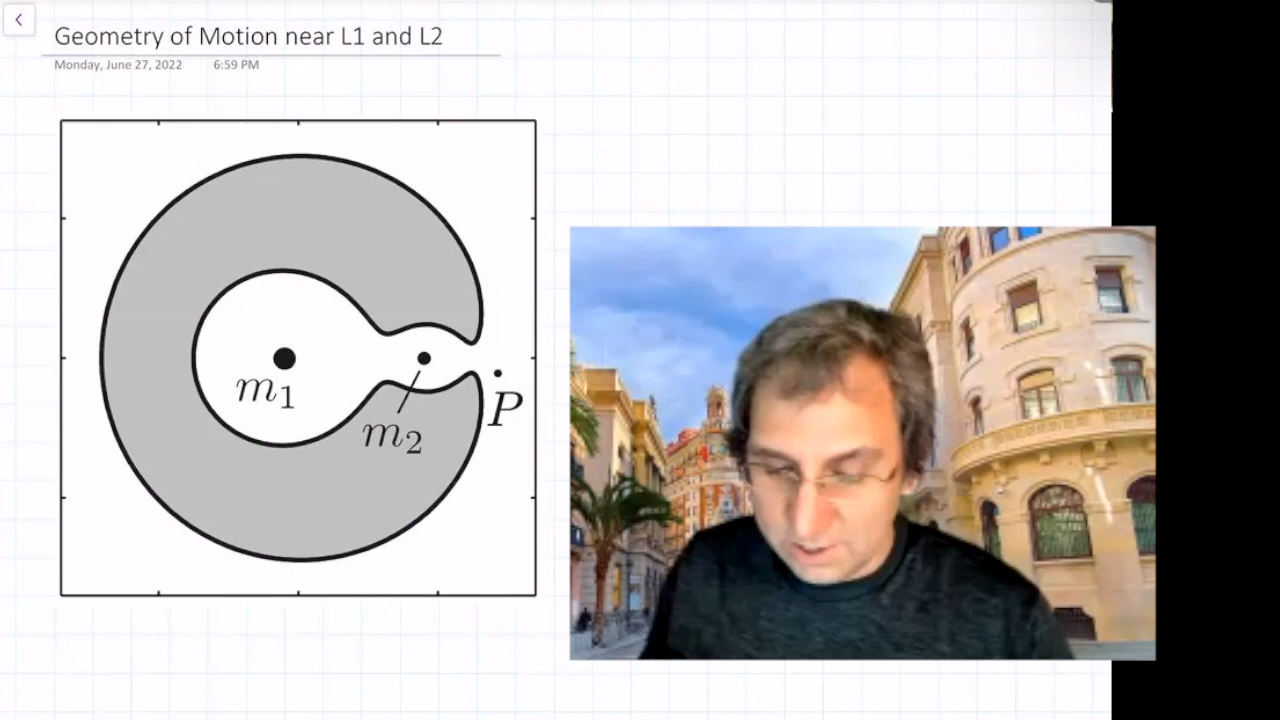 Geometry of Motion near L1 and L2
Monday, June 27, 2022 6:59 PM
m₁
m₂
P